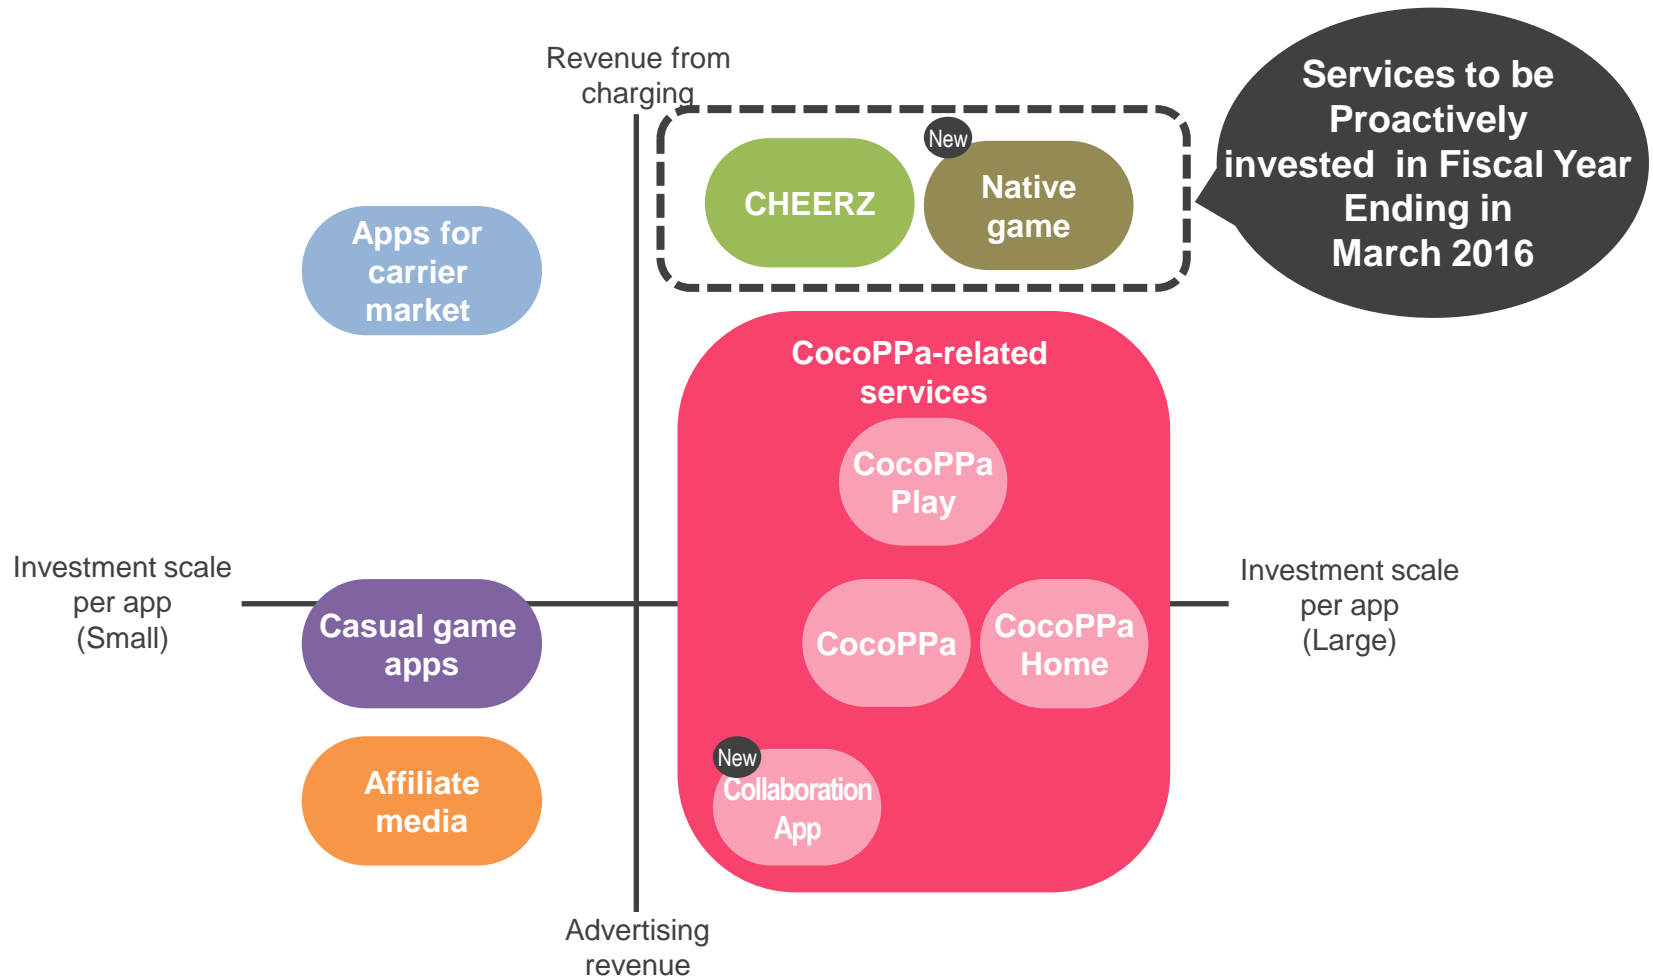 Revenue from
charging
Services to be
Proactively
invested  in Fiscal Year
Ending in
March 2016
New
CHEERZ
Native
game
Apps for
carrier
market
CocoPPa-related
services
CocoPPa
Play
Investment scale
per app
(Small)
Investment scale
per app
(Large)
Casual game
apps
CocoPPa
CocoPPa
Home
New
Collaboration
App
Affiliate
media
Advertising
revenue